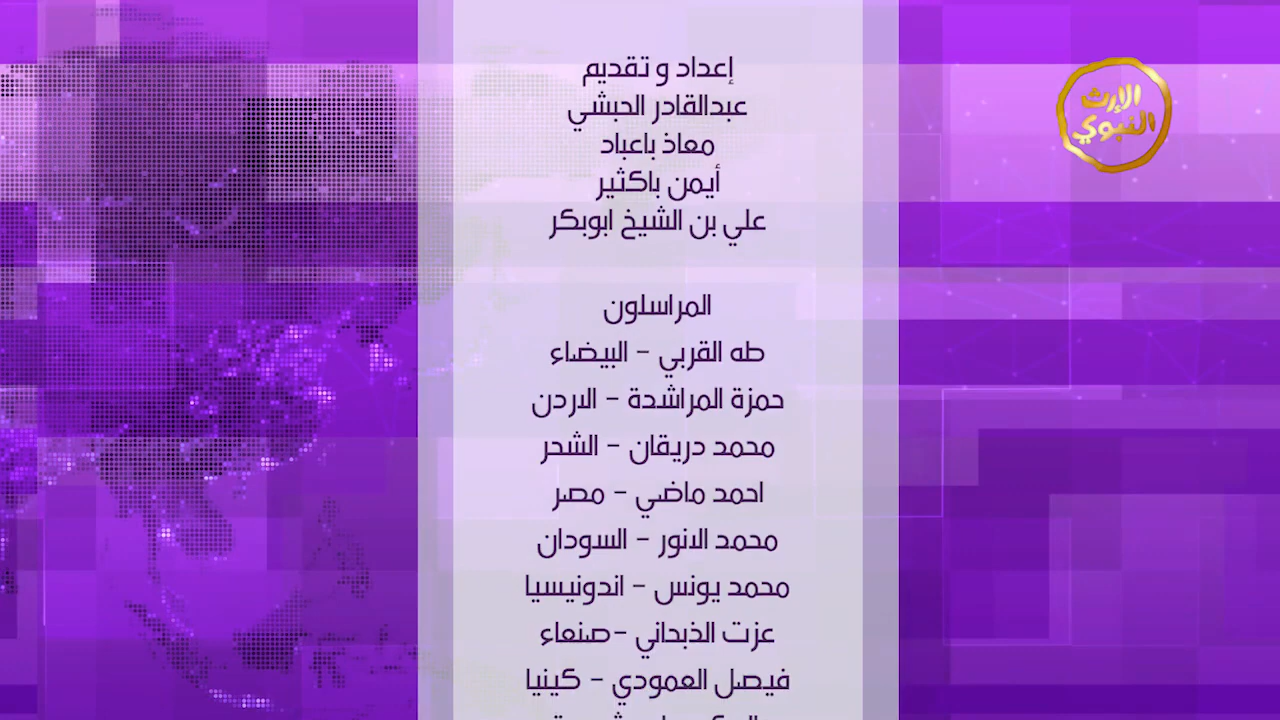 إعداد و تقديم
عبدالقادر الحبشي
معاذ باعباد
أيمن باكثير
علي بن الشيخ ابوبكر
المراسلون
طه القربي - البيضاء
حمزة المراشدة - الاردن
محمد دريقان - الشحر
احمد ماضي - مصر
محمد الانور - السودان
محمد يونس - اندونيسيا
عزت الذبحاني -صنعاء
فيصل العمودي - كينيا
الإرث
النبوي